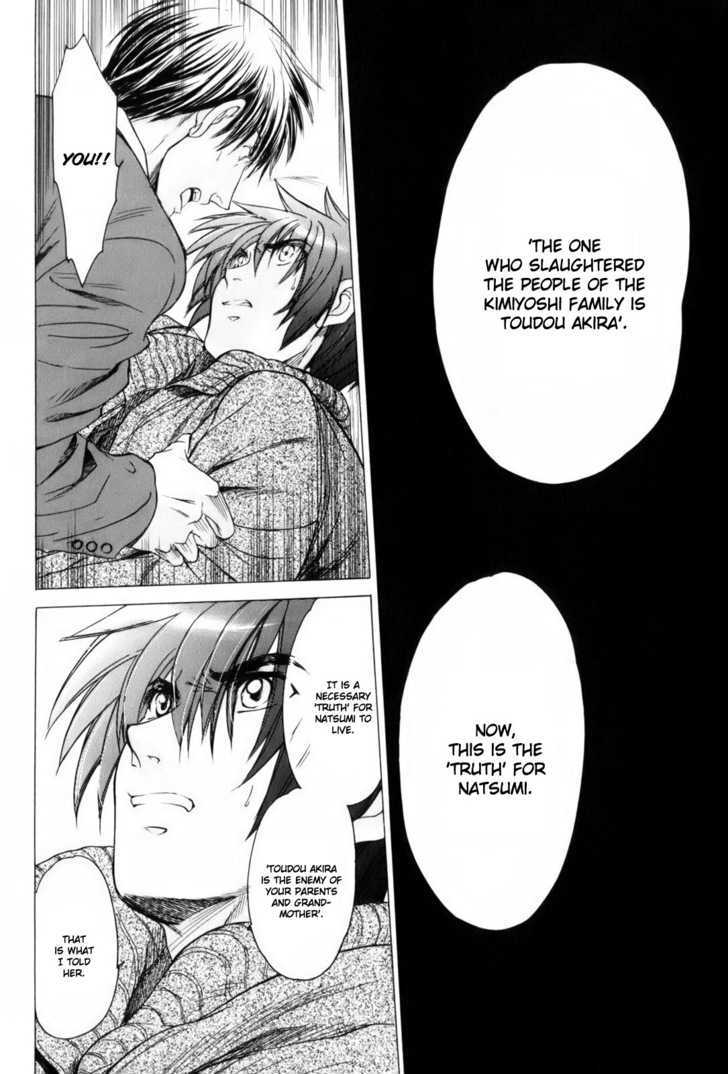 'THE ONE
WHO SLAUGHTERED
THE PEOPLE OF THE
KIMIYOSHI FAMILY IS
TOUDOU AKIRA'.
NOW,
THIS IS THE
'TRUTH' FOR
NATSUMI.
YOU!!
IT IS A
NECESSARY
'TRUTH' FOR
NATSUMI TO
LIVE.
'TOUDOU AKIRA
IS THE ENEMY OF
YOUR PARENTS
AND GRAND-
MOTHER'.
THAT
IS WHAT
I TOLD
HER.